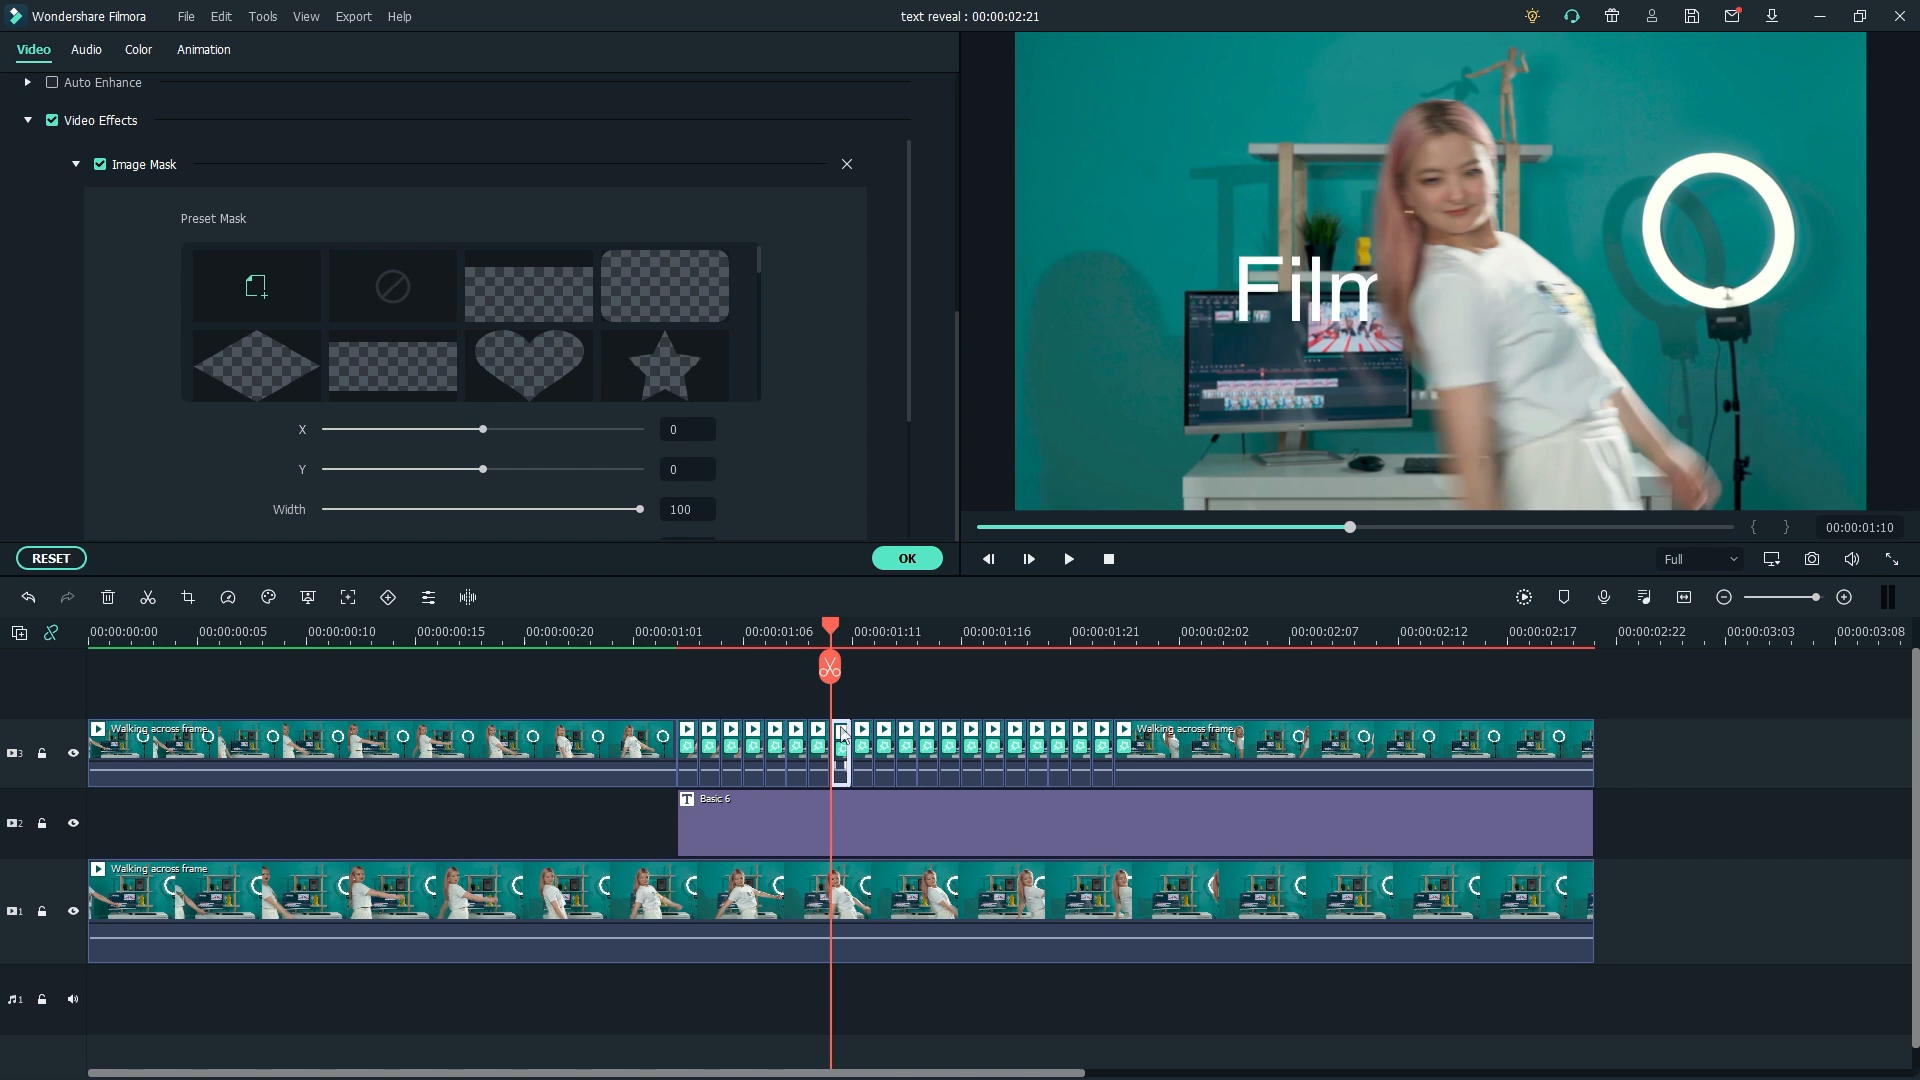 Wondershare Filmora File Edit Tools View Export Help text reveal : 00:00:02:21
Video Audio Color Animation
Auto Enhance
Video Effects
Image Mask
Preset Mask
X 0
Y 0
Width 100
RESET OK
Film
00:00:01:10
Full
00:00:00:00 00:00:00:05 00:00:00:10 00:00:00:15 00:00:00:20 00:00:01:01 00:00:01:06 00:00:01:11 00:00:01:16 00:00:01:21 00:00:02:02 00:00:02:07 00:00:02:12 00:00:02:17 00:00:02:22 00:00:03:03 00:00:03:08
3 Walking across frame Walking across frame
2 T Basic 6
1 Walking across frame
1